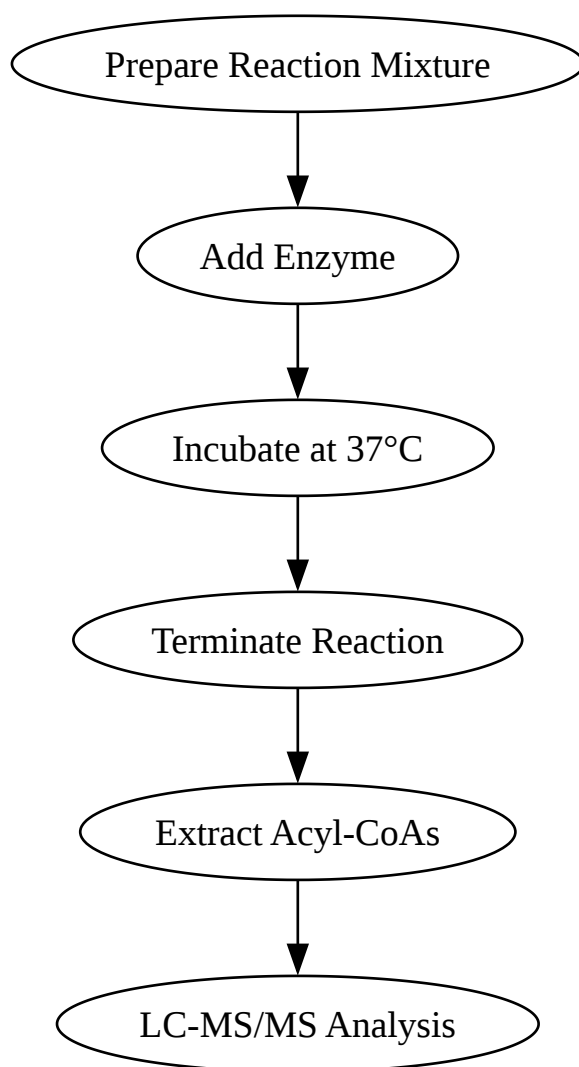 Prepare Reaction Mixture
Add Enzyme
Incubate at 37°C
Terminate Reaction
Extract Acyl-CoAs
LC-MS/MS Analysis